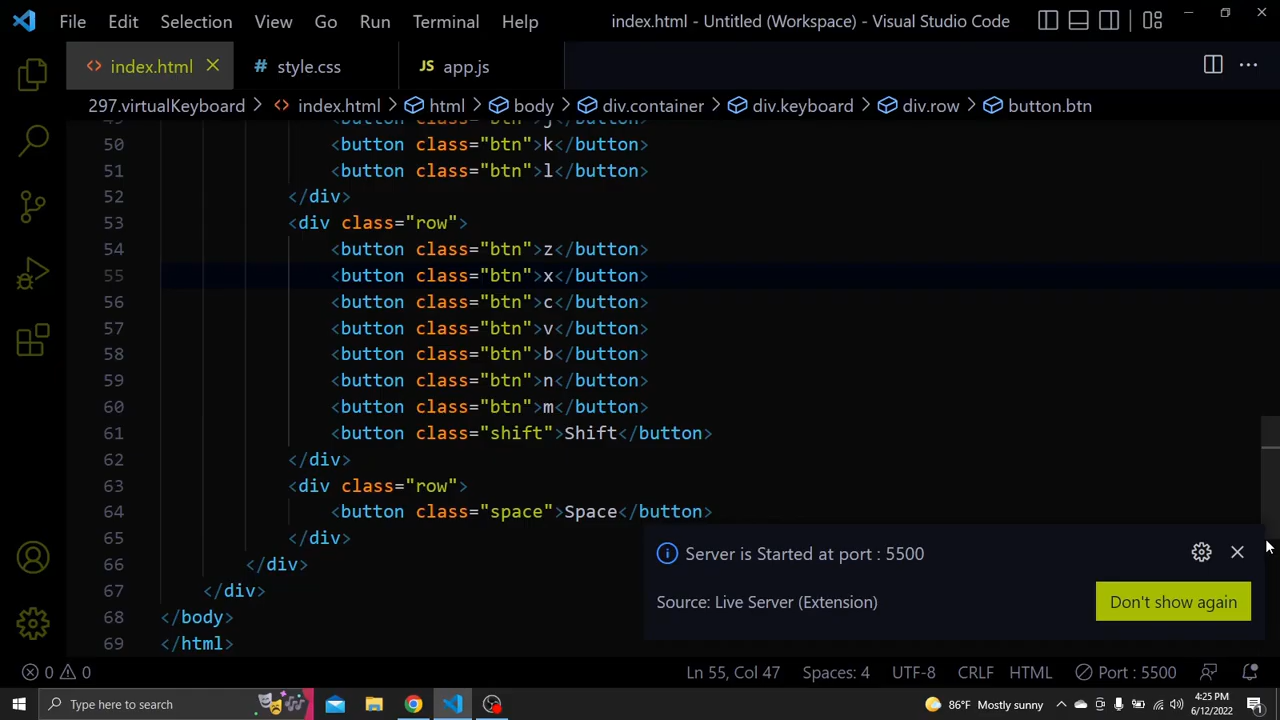 File Edit Selection View Go Run Terminal Help index.html - Untitled (Workspace) - Visual Studio Code
<> index.html # style.css JS app.js
297.virtualKeyboard > <> index.html > html > body > div.container > div.keyboard > div.row > button.btn
49 <button class="btn">j</button>
50 <button class="btn">k</button>
51 <button class="btn">l</button>
52 </div>
53 <div class="row">
54 <button class="btn">z</button>
55 <button class="btn">x</button>
56 <button class="btn">c</button>
57 <button class="btn">v</button>
58 <button class="btn">b</button>
59 <button class="btn">n</button>
60 <button class="btn">m</button>
61 <button class="shift">Shift</button>
62 </div>
63 <div class="row">
64 <button class="space">Space</button>
65 </div>
66 </div>
67 </div>
68 </body>
69 </html>
Server is Started at port : 5500
Source: Live Server (Extension) Don't show again
0 0 Ln 55, Col 47 Spaces: 4 UTF-8 CRLF HTML Port : 5500
Type here to search 86°F Mostly sunny 4:25 PM
6/12/2022 1